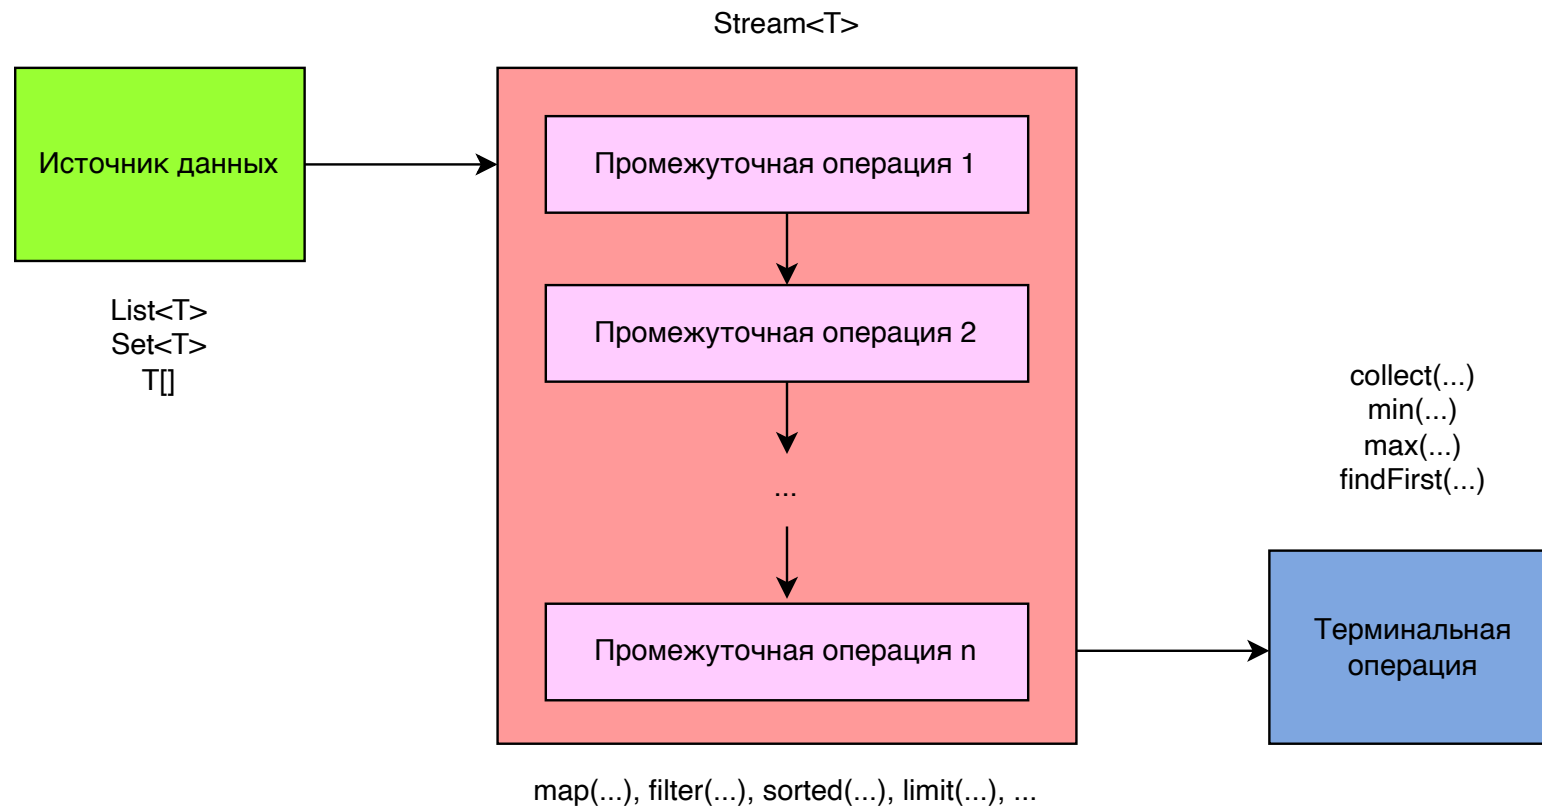 Stream<T>
Источник данных
List<T>
Set<T>
T[]
Промежуточная операция 1
Промежуточная операция 2
...
Промежуточная операция n
map(...), filter(...), sorted(...), limit(...), ...
collect(...)
min(...)
max(...)
findFirst(...)
Терминальная
операция